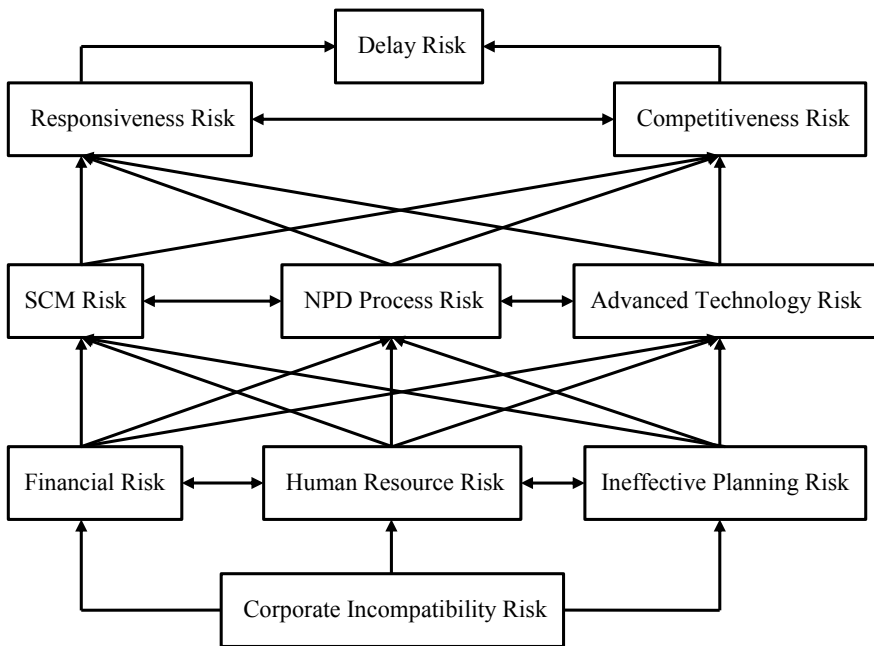 Delay Risk
Responsiveness Risk
Competitiveness Risk
SCM Risk
NPD Process Risk
Advanced Technology Risk
Financial Risk
Human Resource Risk
Ineffective Planning Risk
Corporate Incompatibility Risk